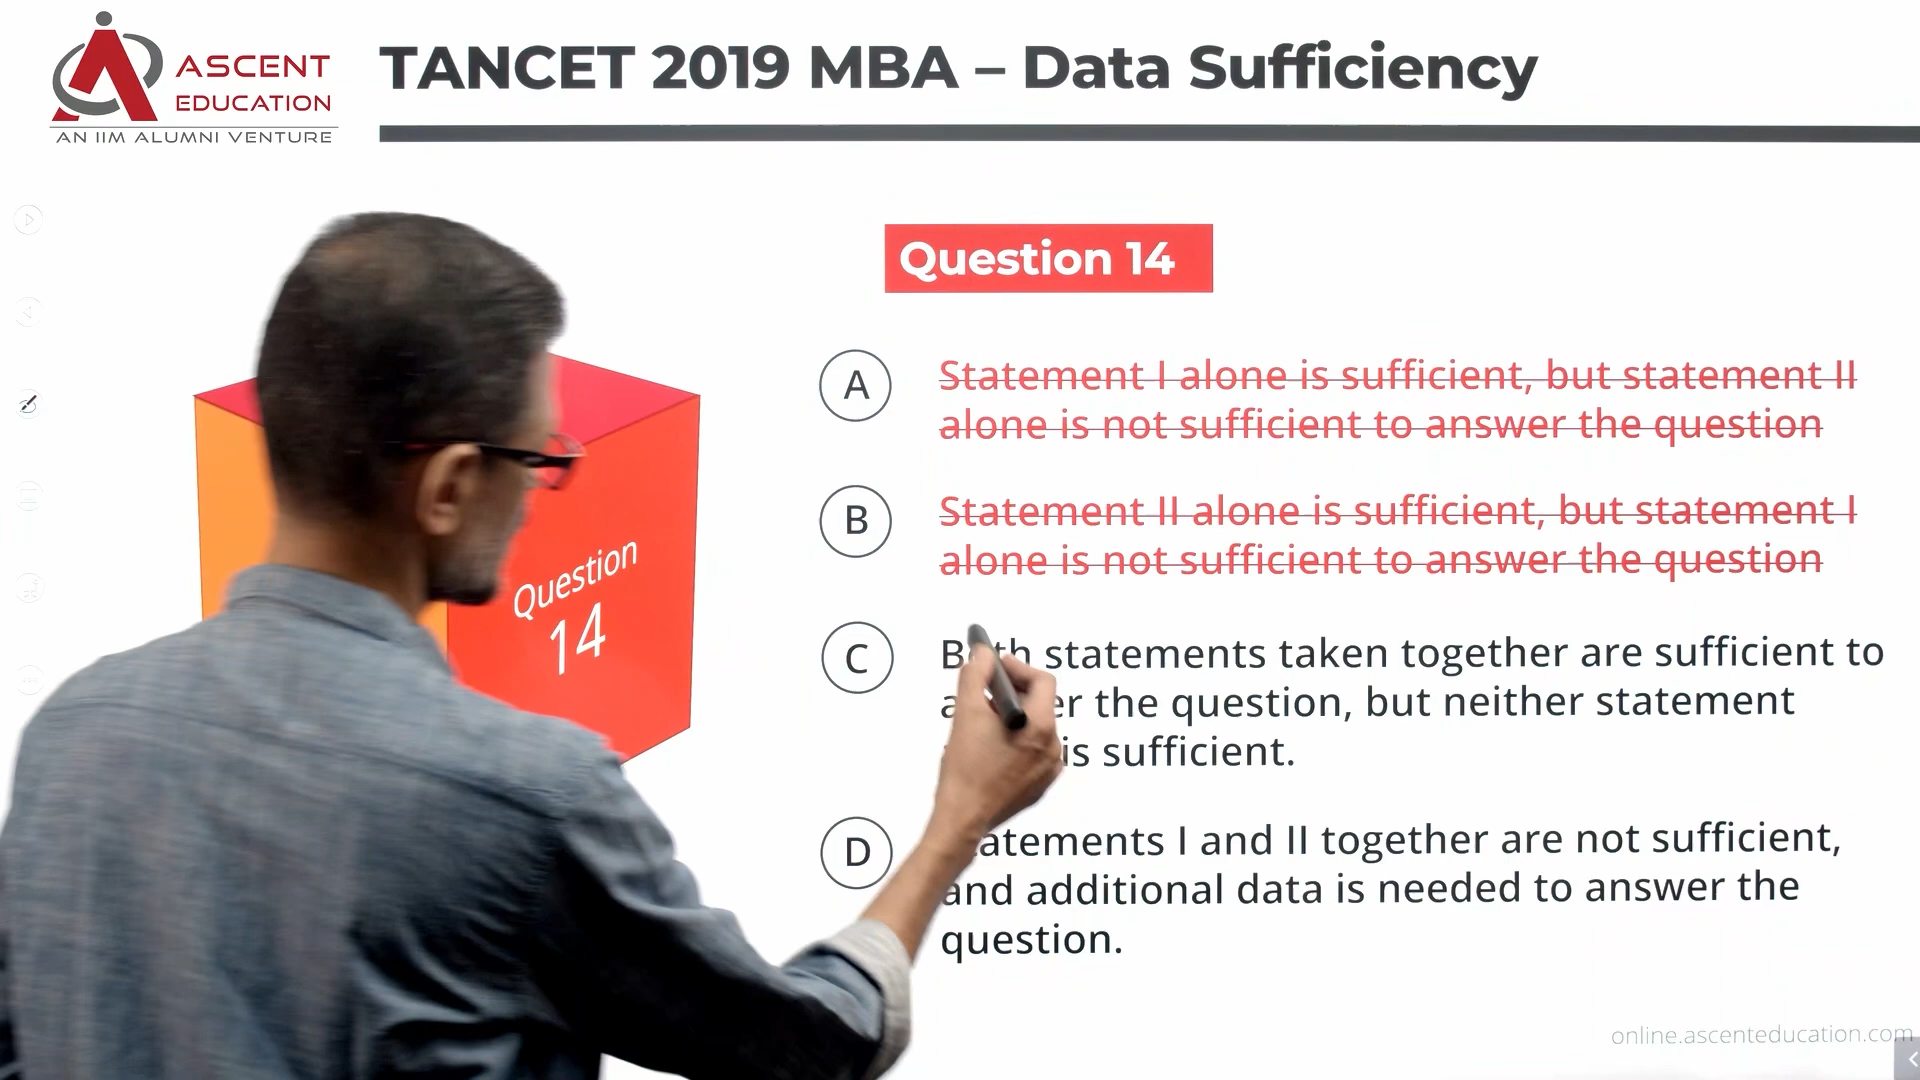 ASCENT
EDUCATION
AN IIM ALUMNI VENTURE
TANCET 2019 MBA – Data Sufficiency
Question 14
A
Statement I alone is sufficient, but statement II
alone is not sufficient to answer the question
B
Statement II alone is sufficient, but statement I
alone is not sufficient to answer the question
Question
14
C
Both statements taken together are sufficient to
the question, but neither statement
is sufficient.
D
Statements I and II together are not sufficient,
and additional data is needed to answer the
question.
online.ascenteducation.com